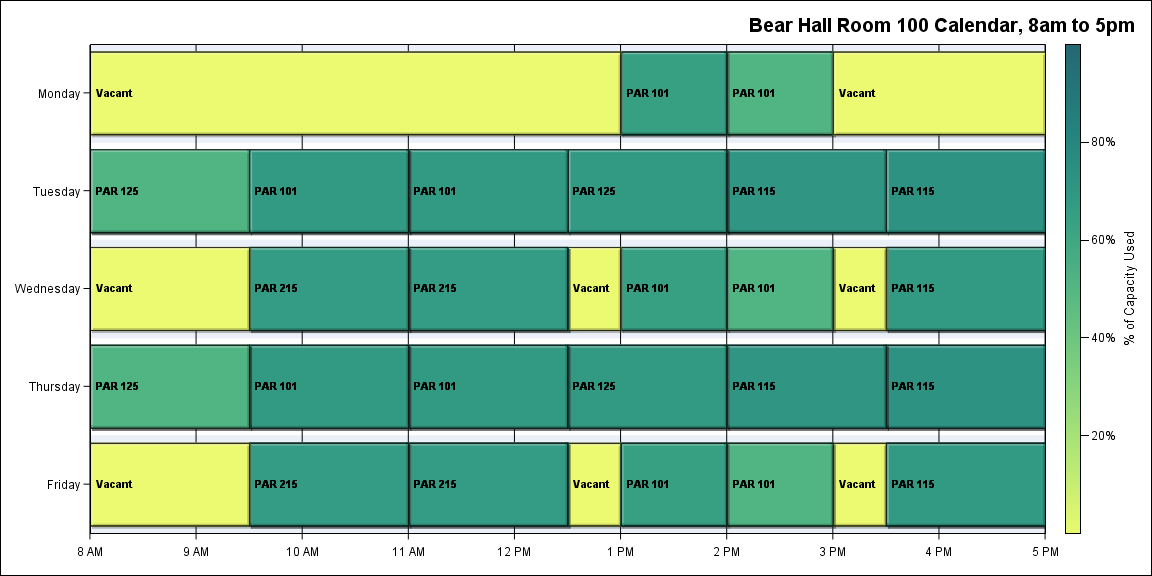 Bear Hall Room 100 Calendar, 8am to 5pm
Monday
Vacant
PAR 101
PAR 101
Vacant
Tuesday
PAR 125
PAR 101
PAR 101
PAR 125
PAR 115
PAR 115
Wednesday
Vacant
PAR 215
PAR 215
Vacant
PAR 101
PAR 101
Vacant
PAR 115
Thursday
PAR 125
PAR 101
PAR 101
PAR 125
PAR 115
PAR 115
Friday
Vacant
PAR 215
PAR 215
Vacant
PAR 101
PAR 101
Vacant
PAR 115
8 AM
9 AM
10 AM
11 AM
12 PM
1 PM
2 PM
3 PM
4 PM
5 PM
80%
60%
40%
20%
% of Capacity Used